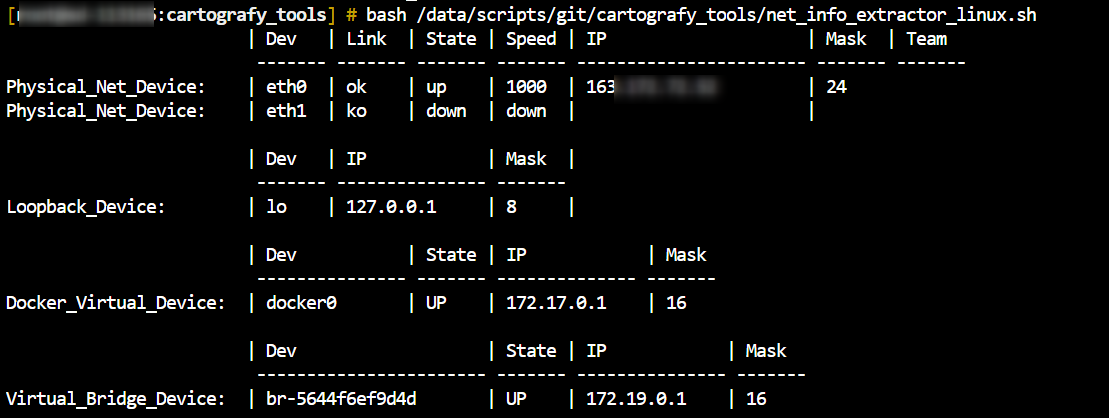 [ :cartografy_tools] # bash /data/scripts/git/cartografy_tools/net_info_extractor_linux.sh
                              | Dev  | Link  | State | Speed | IP                    | Mask  | Team
                              ------- ------- ------- ------- ----------------------- ------- -------
Physical_Net_Device:    | eth0  | ok    | up    | 1000  | 163                   | 24
Physical_Net_Device:    | eth1  | ko    | down  | down  |                       |
| Dev  | IP            | Mask  |
------- --------------- -------
Loopback_Device:        | lo   | 127.0.0.1     | 8     |
| Dev          | State | IP           | Mask
--------------- ------- -------------- -------
Docker_Virtual_Device:  | docker0      | UP    | 172.17.0.1   | 16
| Dev                  | State | IP            | Mask
----------------------- ------- --------------- -------
Virtual_Bridge_Device:  | br-5644f6ef9d4d      | UP    | 172.19.0.1    | 16